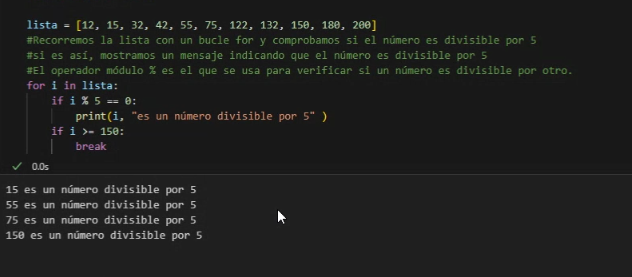 lista = [12, 15, 32, 42, 55, 75, 122, 132, 150, 180, 200]
#Recorremos la lista con un bucle for y comprobamos si el número es divisible por 5
#si es así, mostramos un mensaje indicando que el número es divisible por 5
#El operador módulo % es el que se usa para verificar si un número es divisible por otro.
for i in lista:
    if i % 5 == 0:
        print(i, "es un número divisible por 5" )
    if i >= 150:
        break
0.0s
15 es un número divisible por 5
55 es un número divisible por 5
75 es un número divisible por 5
150 es un número divisible por 5